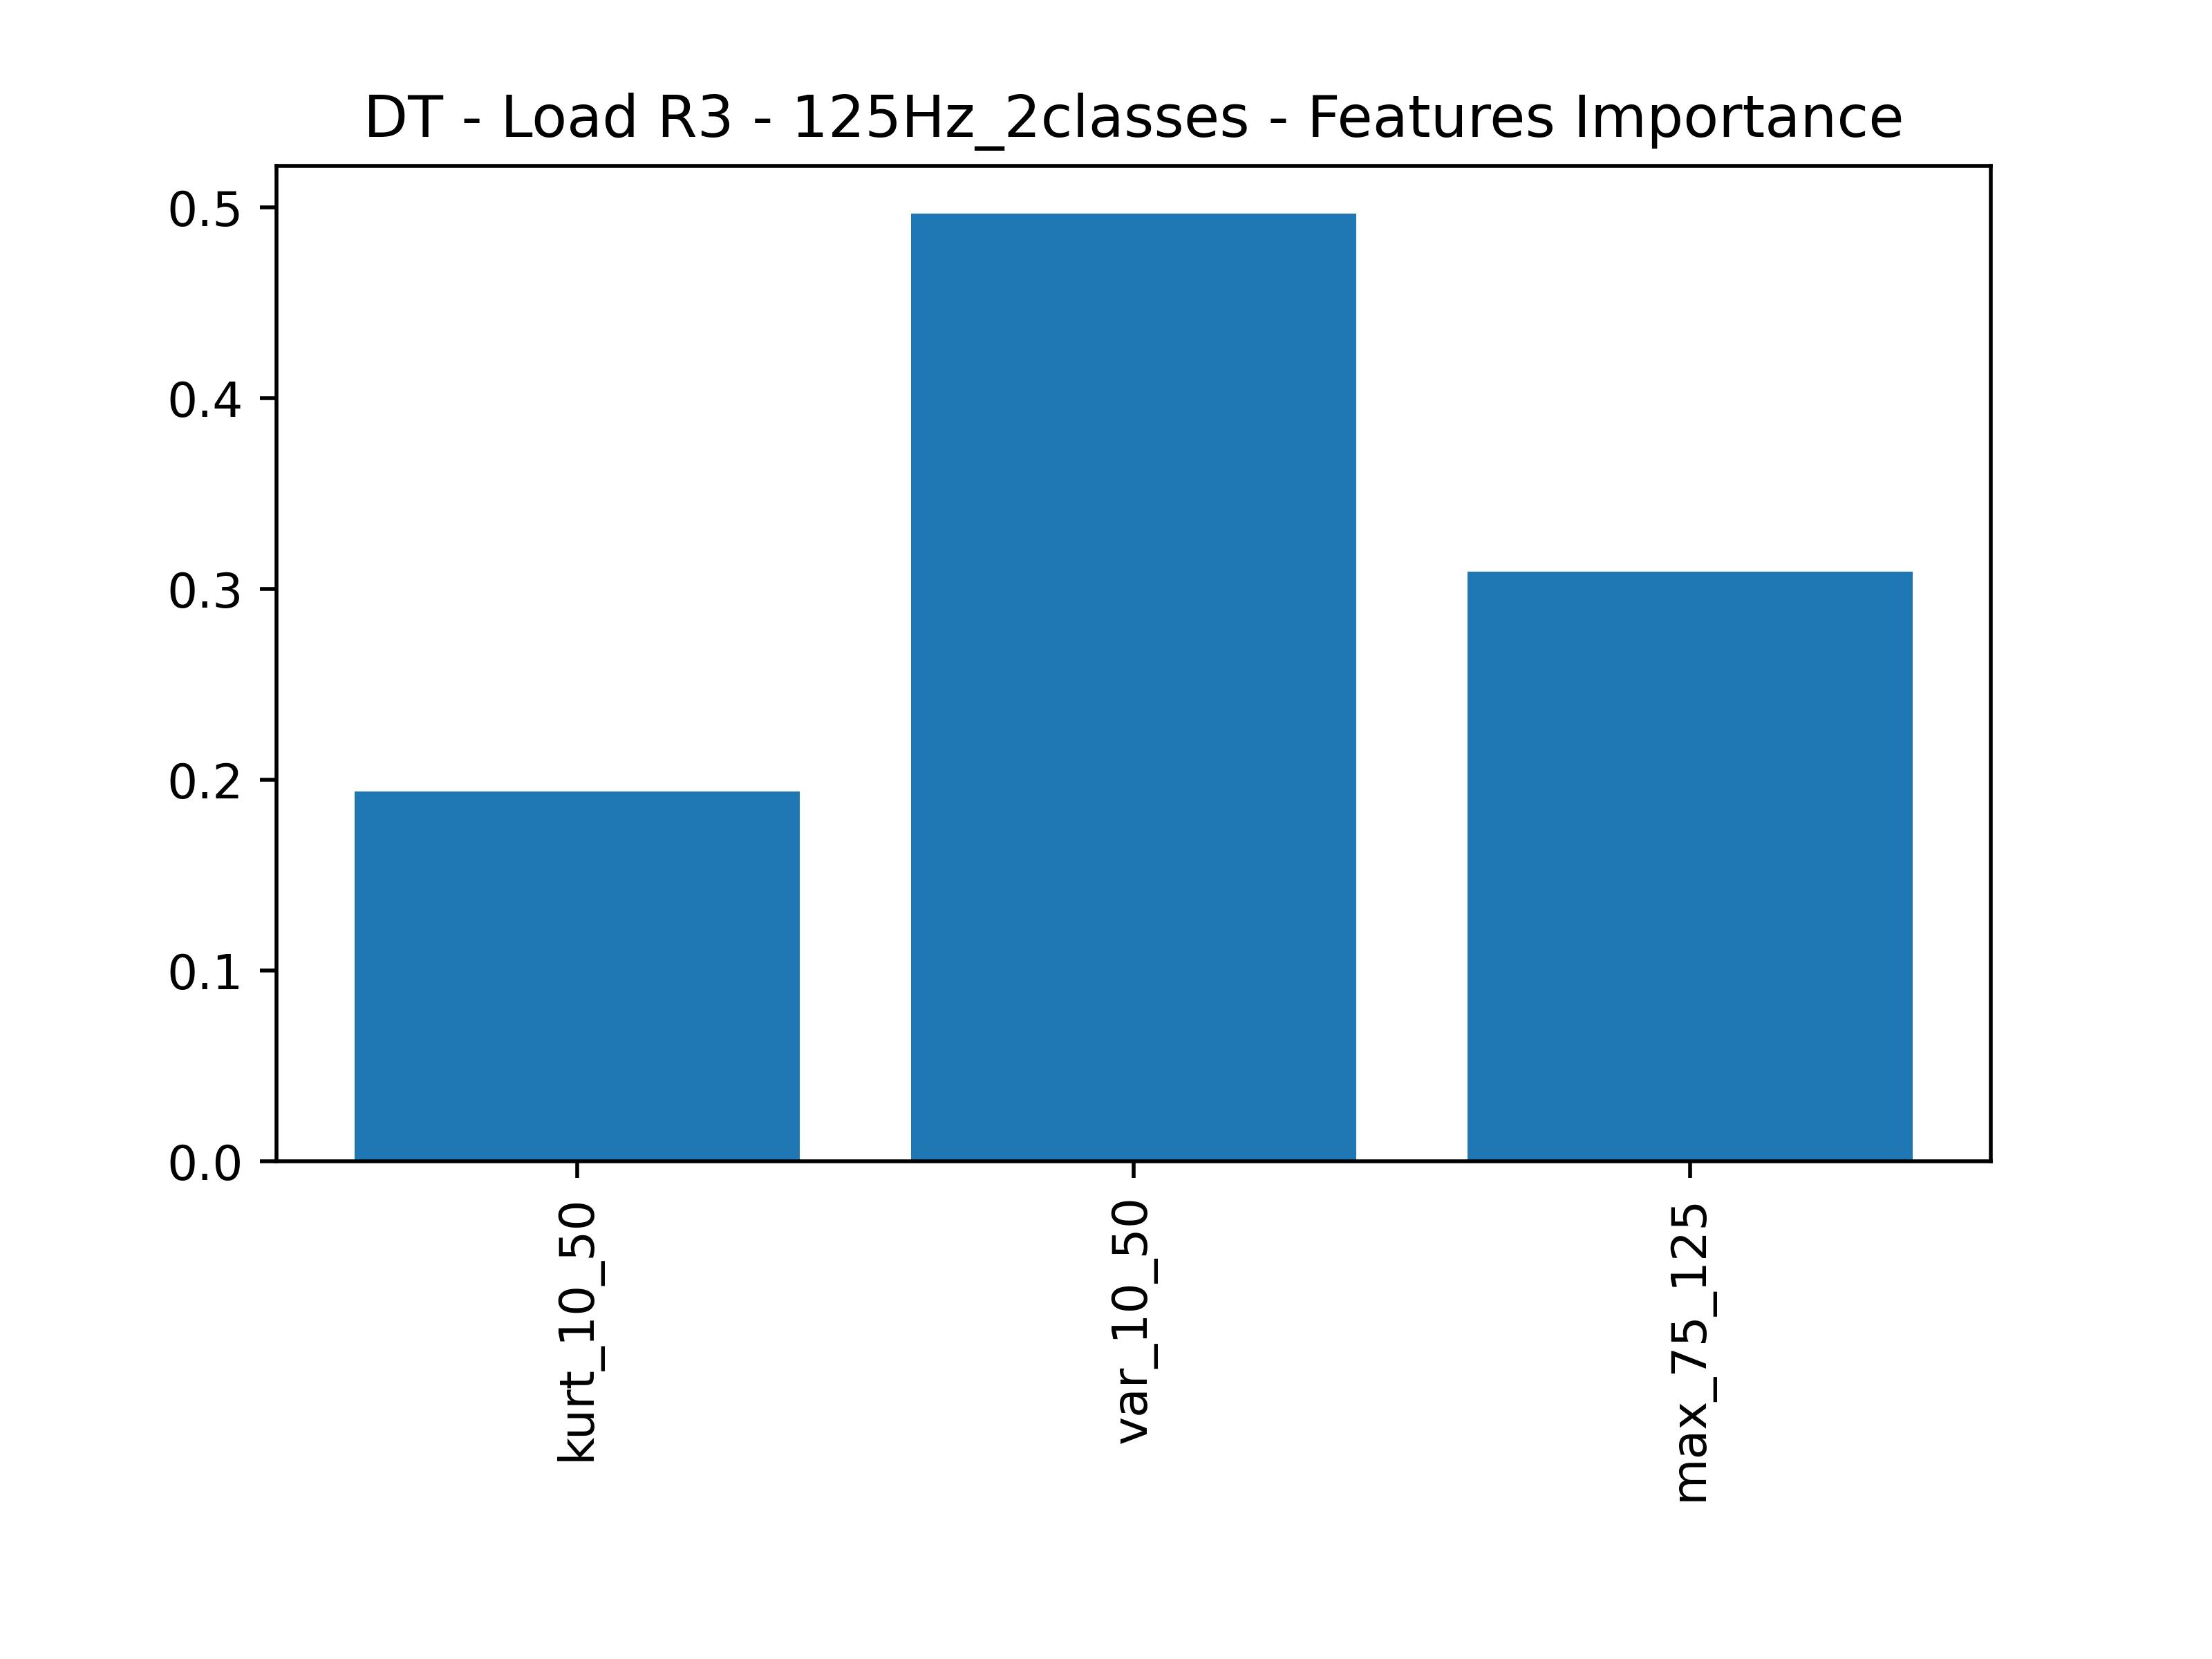 DT - Load R3 - 125Hz_2classes - Features Importance
0.5
0.4
0.3
0.2
0.1
0.0
kurt_10_50
var_10_50
max_75_125